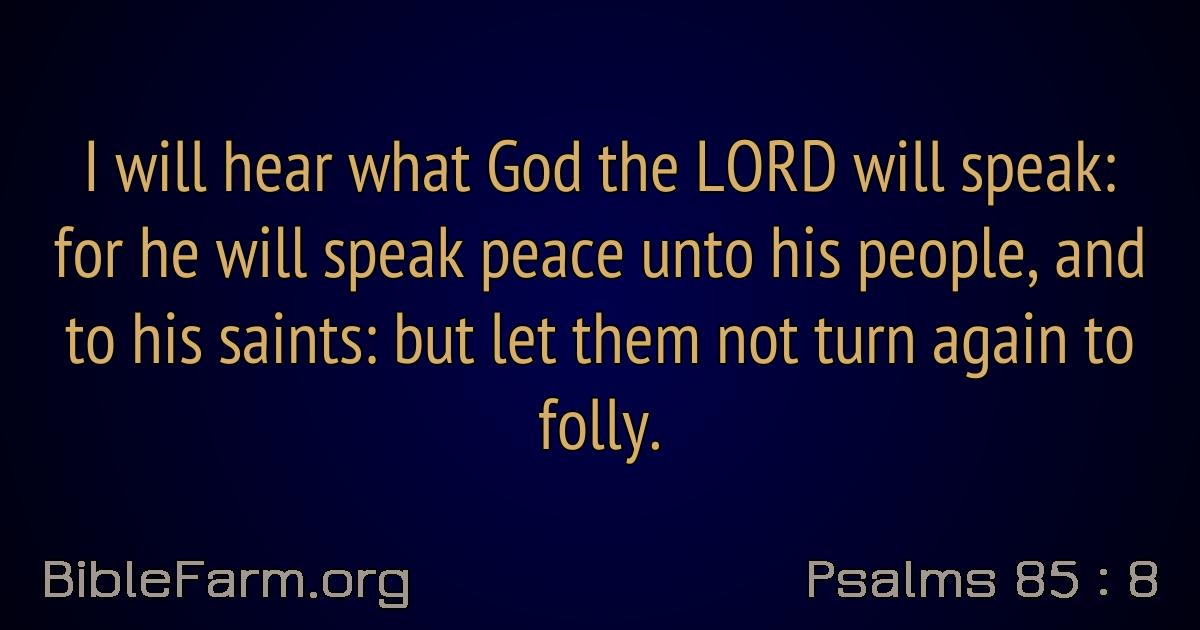 I will hear what God the LORD will speak:
for he will speak peace unto his people, and
to his saints: but let them not turn again to
folly.
BibleFarm.org
Psalms 85 : 8